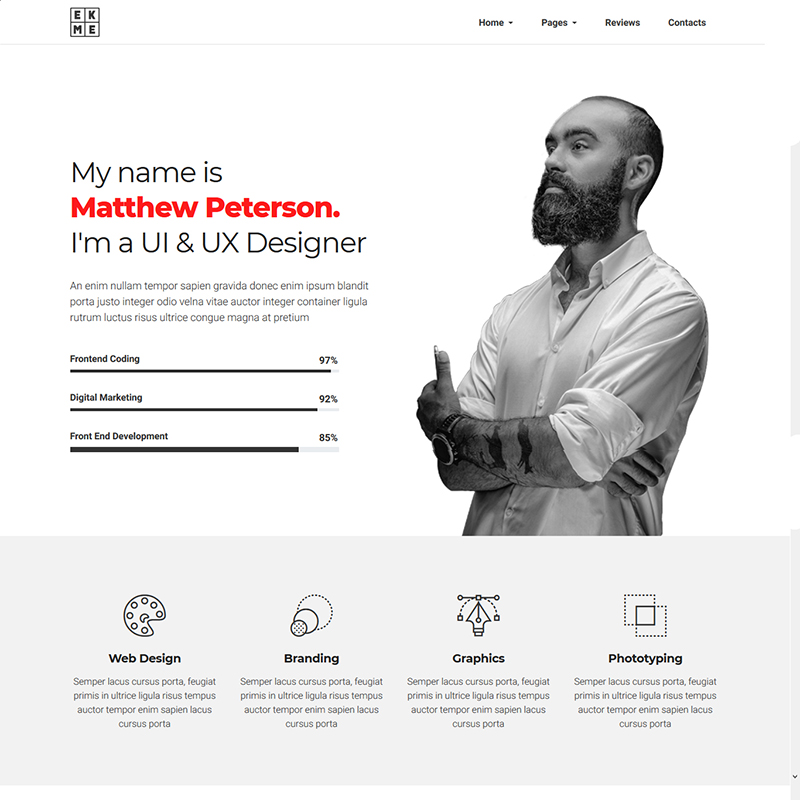 EK
ME
Home
Pages
Reviews
Contacts
My name is
Matthew Peterson.
I'm a UI & UX Designer
An enim nullam tempor sapien gravida donec enim ipsum blandit
porta justo integer odio velna vitae auctor integer container ligula
rutrum luctus risus ultrice congue magna at pretium
Frontend Coding 97%
Digital Marketing 92%
Front End Development 85%
Web Design
Semper lacus cursus porta, feugiat
primis in ultrice ligula risus tempus
auctor tempor enim sapien lacus
cursus porta
Branding
Semper lacus cursus porta, feugiat
primis in ultrice ligula risus tempus
auctor tempor enim sapien lacus
cursus porta
Graphics
Semper lacus cursus porta, feugiat
primis in ultrice ligula risus tempus
auctor tempor enim sapien lacus
cursus porta
Phototyping
Semper lacus cursus porta, feugiat
primis in ultrice ligula risus tempus
auctor tempor enim sapien lacus
cursus porta